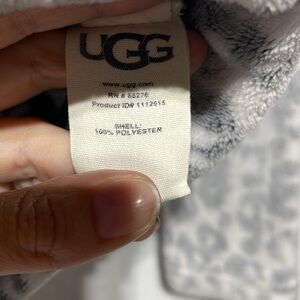 UGG
www.ugg.com
RN # 88276
Product ID# 1112615
SHELL:
100% POLYESTER